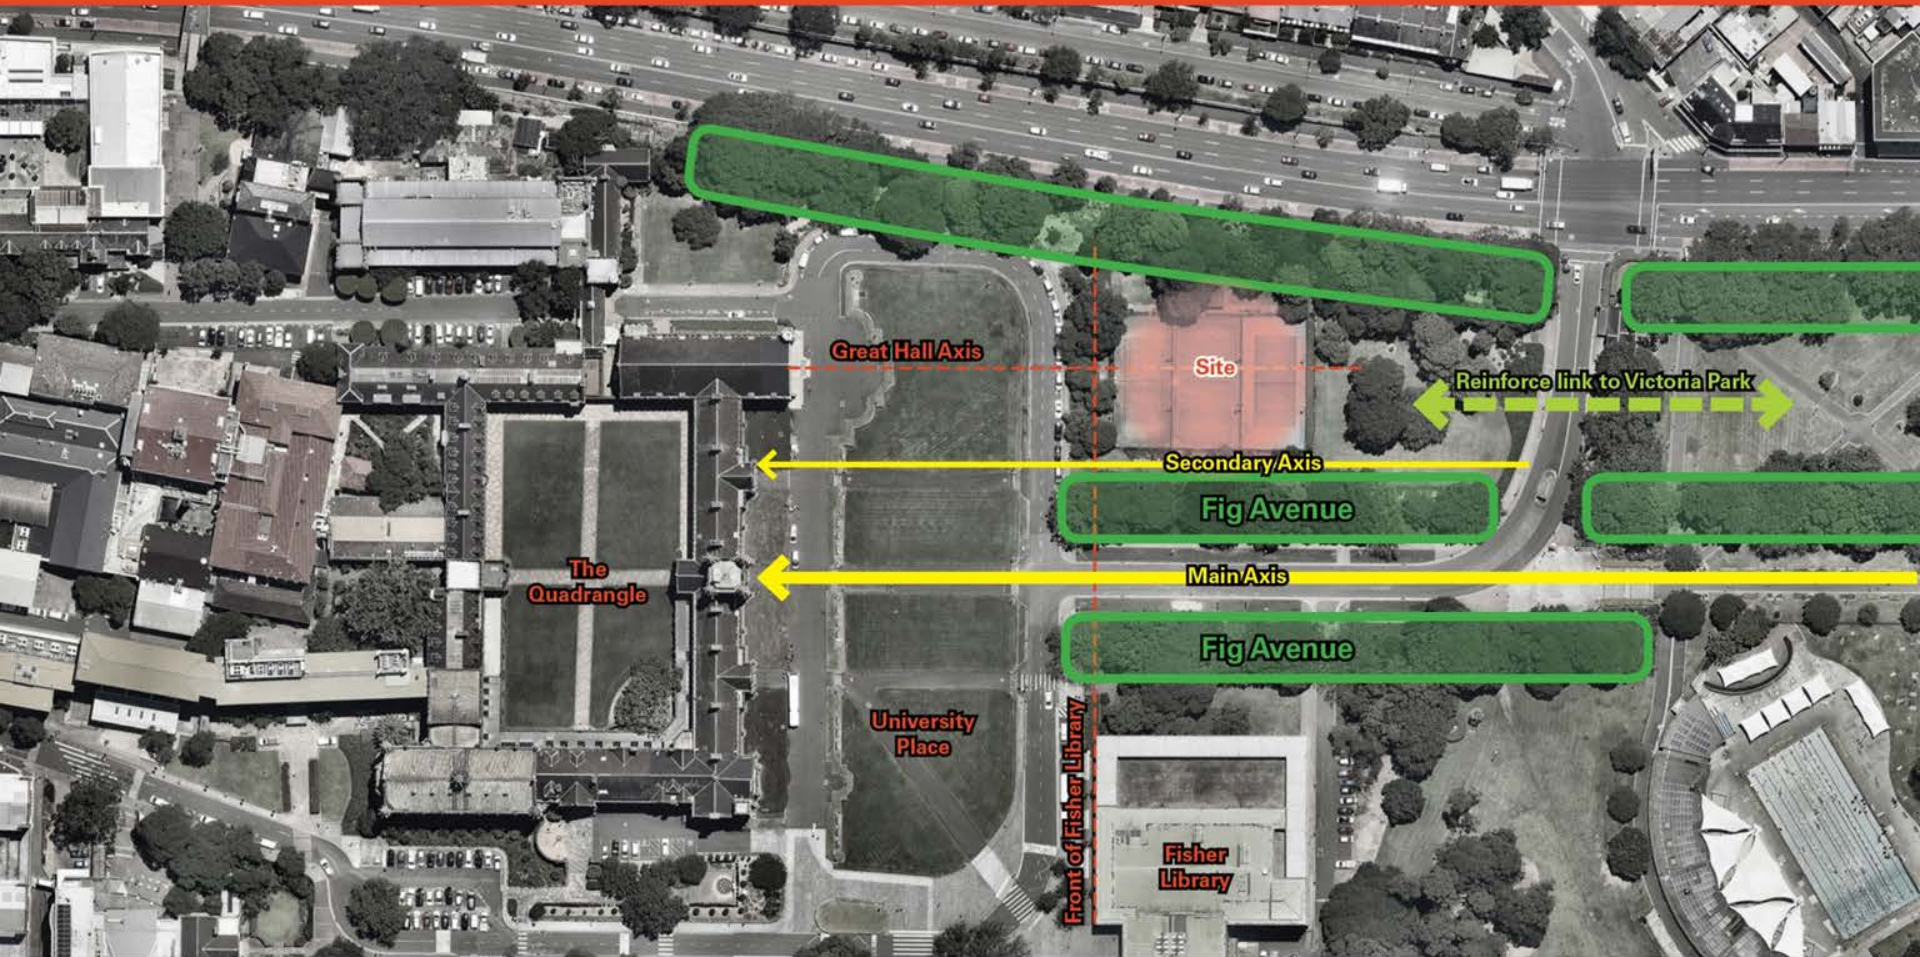 Great Hall Axis
Site
Reinforce link to Victoria Park
Secondary Axis
Fig Avenue
The
Quadrangle
Main Axis
Fig Avenue
University
Place
Front of Fisher Library
Fisher
Library